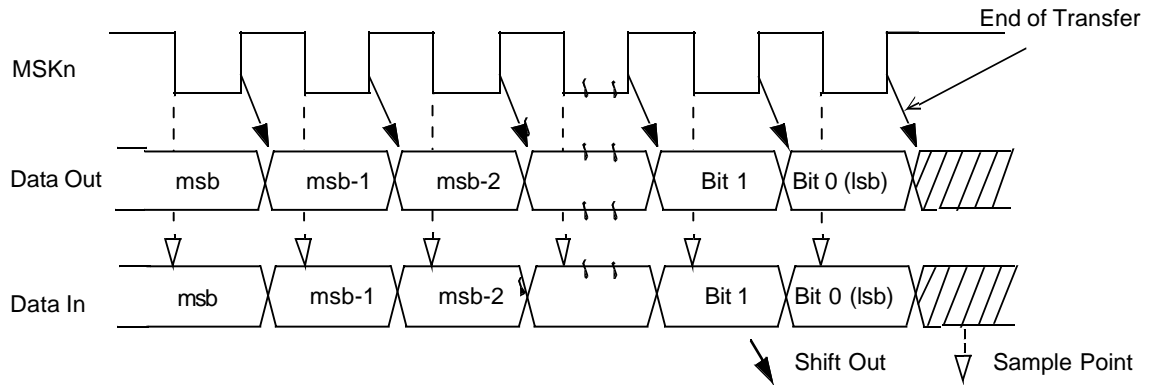 End of Transfer
MSKn
Data Out msb msb-1 msb-2 Bit 1 Bit 0 (lsb)
Data In msb msb-1 msb-2 Bit 1 Bit 0 (lsb)
Shift Out Sample Point